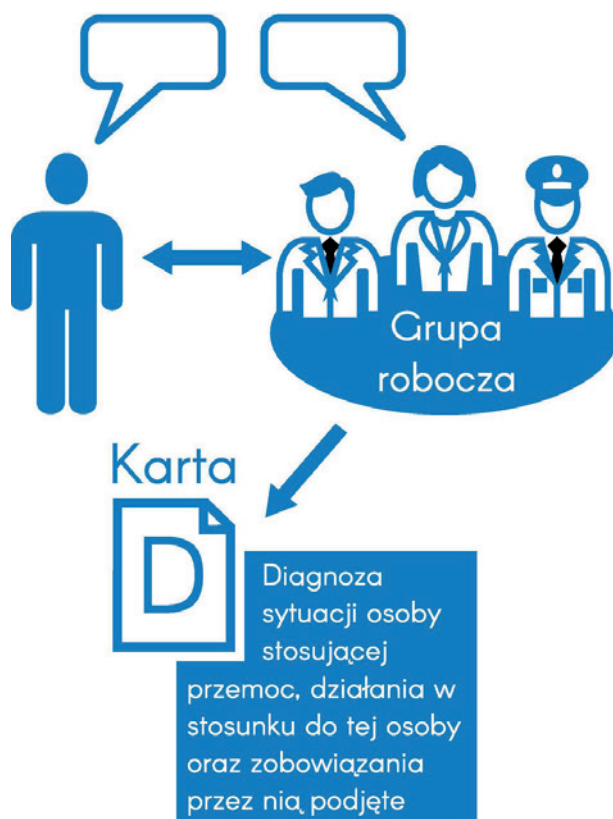 Grupa
robocza
Karta
D
Diagnoza
sytuacji osoby
stosującej
przemoc, działania w
stosunku do tej osoby
oraz zobowiązania
przez nią podjęte